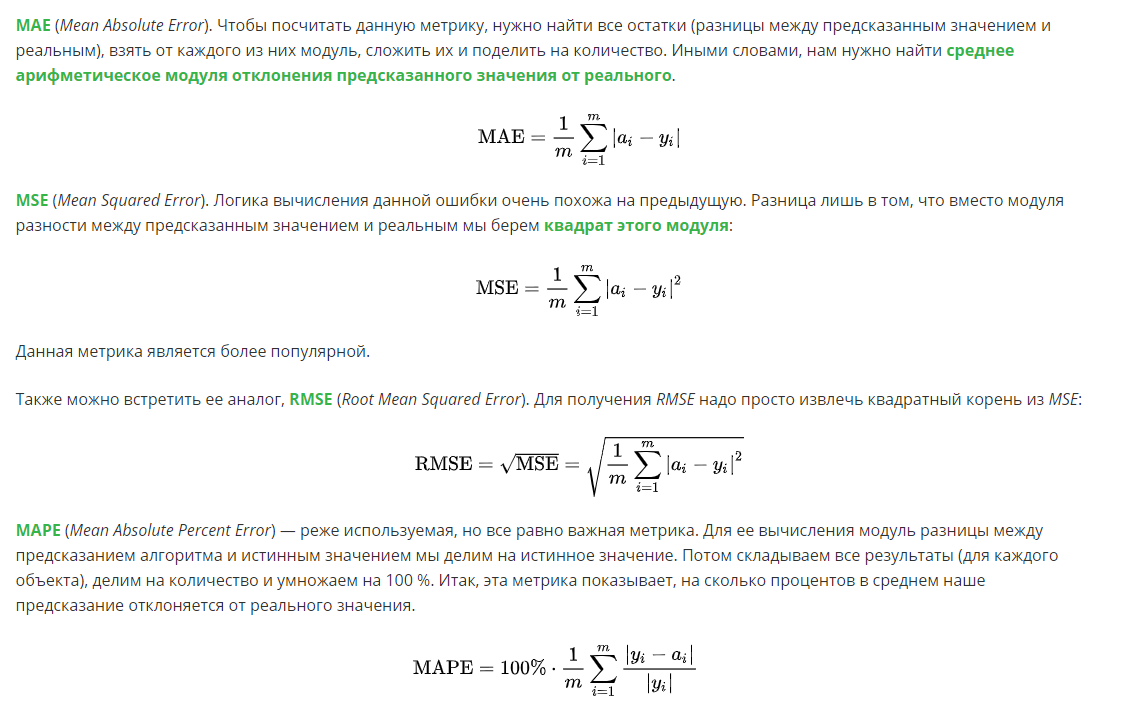 MAE (Mean Absolute Error). Чтобы посчитать данную метрику, нужно найти все остатки (разницы между предсказанным значением и
реальным), взять от каждого из них модуль, сложить их и поделить на количество. Иными словами, нам нужно найти среднее
арифметическое модуля отклонения предсказанного значения от реального.
MAE = \frac{1}{m} \sum_{i=1}^{m} |a_i − y_i|
MSE (Mean Squared Error). Логика вычисления данной ошибки очень похожа на предыдущую. Разница лишь в том, что вместо модуля
разности между предсказанным значением и реальным мы берем квадрат этого модуля:
MSE = \frac{1}{m} \sum_{i=1}^{m} |a_i − y_i|^2
Данная метрика является более популярной.
Также можно встретить ее аналог, RMSE (Root Mean Squared Error). Для получения RMSE надо просто извлечь квадратный корень из MSE:
RMSE = \sqrt{MSE} = \sqrt{\frac{1}{m} \sum_{i=1}^{m} |a_i − y_i|^2}
MAPE (Mean Absolute Percent Error) — реже используемая, но все равно важная метрика. Для ее вычисления модуль разницы между
предсказанием алгоритма и истинным значением мы делим на истинное значение. Потом складываем все результаты (для каждого
объекта), делим на количество и умножаем на 100 %. Итак, эта метрика показывает, на сколько процентов в среднем наше
предсказание отклоняется от реального значения.
MAPE = 100% · \frac{1}{m} \sum_{i=1}^{m} \frac{|y_i − a_i|}{|y_i|}